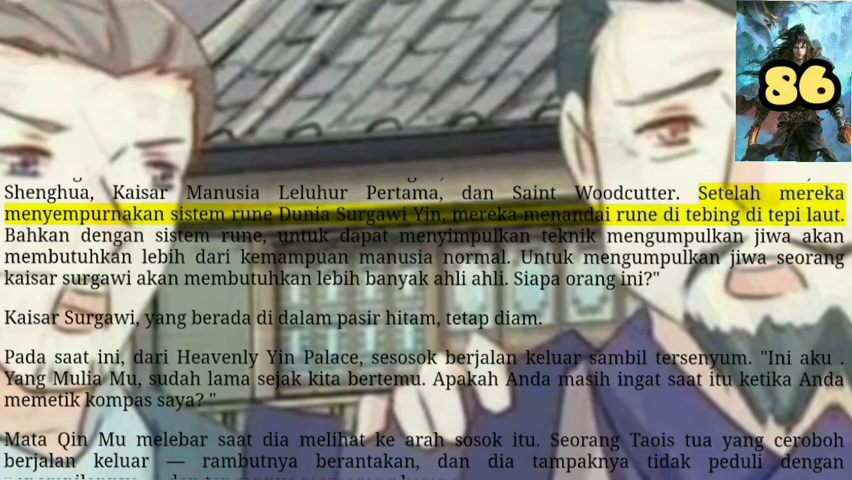 86
Shenghua, Kaisar Manusia Leluhur Pertama, dan Saint Woodcutter. Setelah mereka
menyempurnakan sistem rune Dunia Surgawi Yin, mereka menandai rune di tebing di tepi laut.
Bahkan dengan sistem rune, untuk dapat menyimpulkan teknik mengumpulkan jiwa akan
membutuhkan lebih dari kemampuan manusia normal. Untuk mengumpulkan jiwa seorang
kaisar surgawi akan membutuhkan lebih banyak ahli ahli. Siapa orang ini?"
Kaisar Surgawi, yang berada di dalam pasir hitam, tetap diam.
Pada saat ini, dari Heavenly Yin Palace, sesosok berjalan keluar sambil tersenyum. "Ini aku .
Yang Mulia Mu, sudah lama sejak kita bertemu. Apakah Anda masih ingat saat itu ketika Anda
memetik kompas saya? "
Mata Qin Mu melebar saat dia melihat ke arah sosok itu. Seorang Taois tua yang ceroboh
berjalan keluar — rambutnya berantakan, dan dia tampaknya tidak peduli dengan